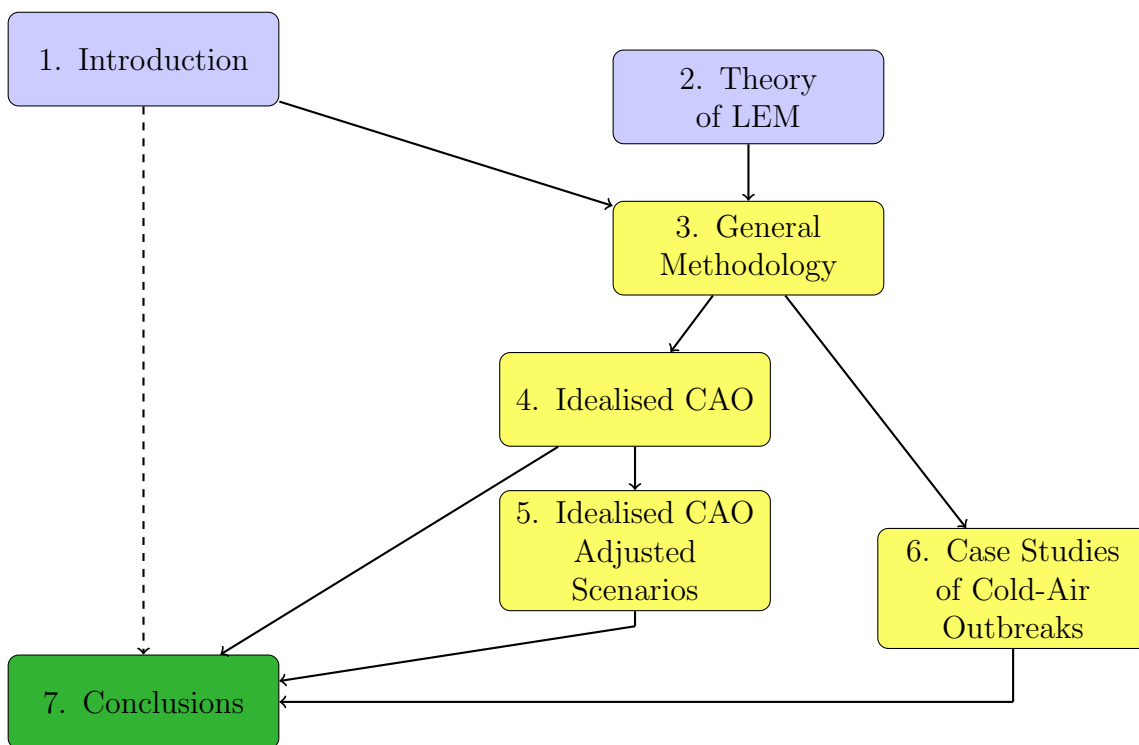 1. Introduction
2. Theory
of LEM
3. General
Methodology
4. Idealised CAO
5. Idealised CAO
Adjusted
Scenarios
6. Case Studies
of Cold-Air
Outbreaks
7. Conclusions